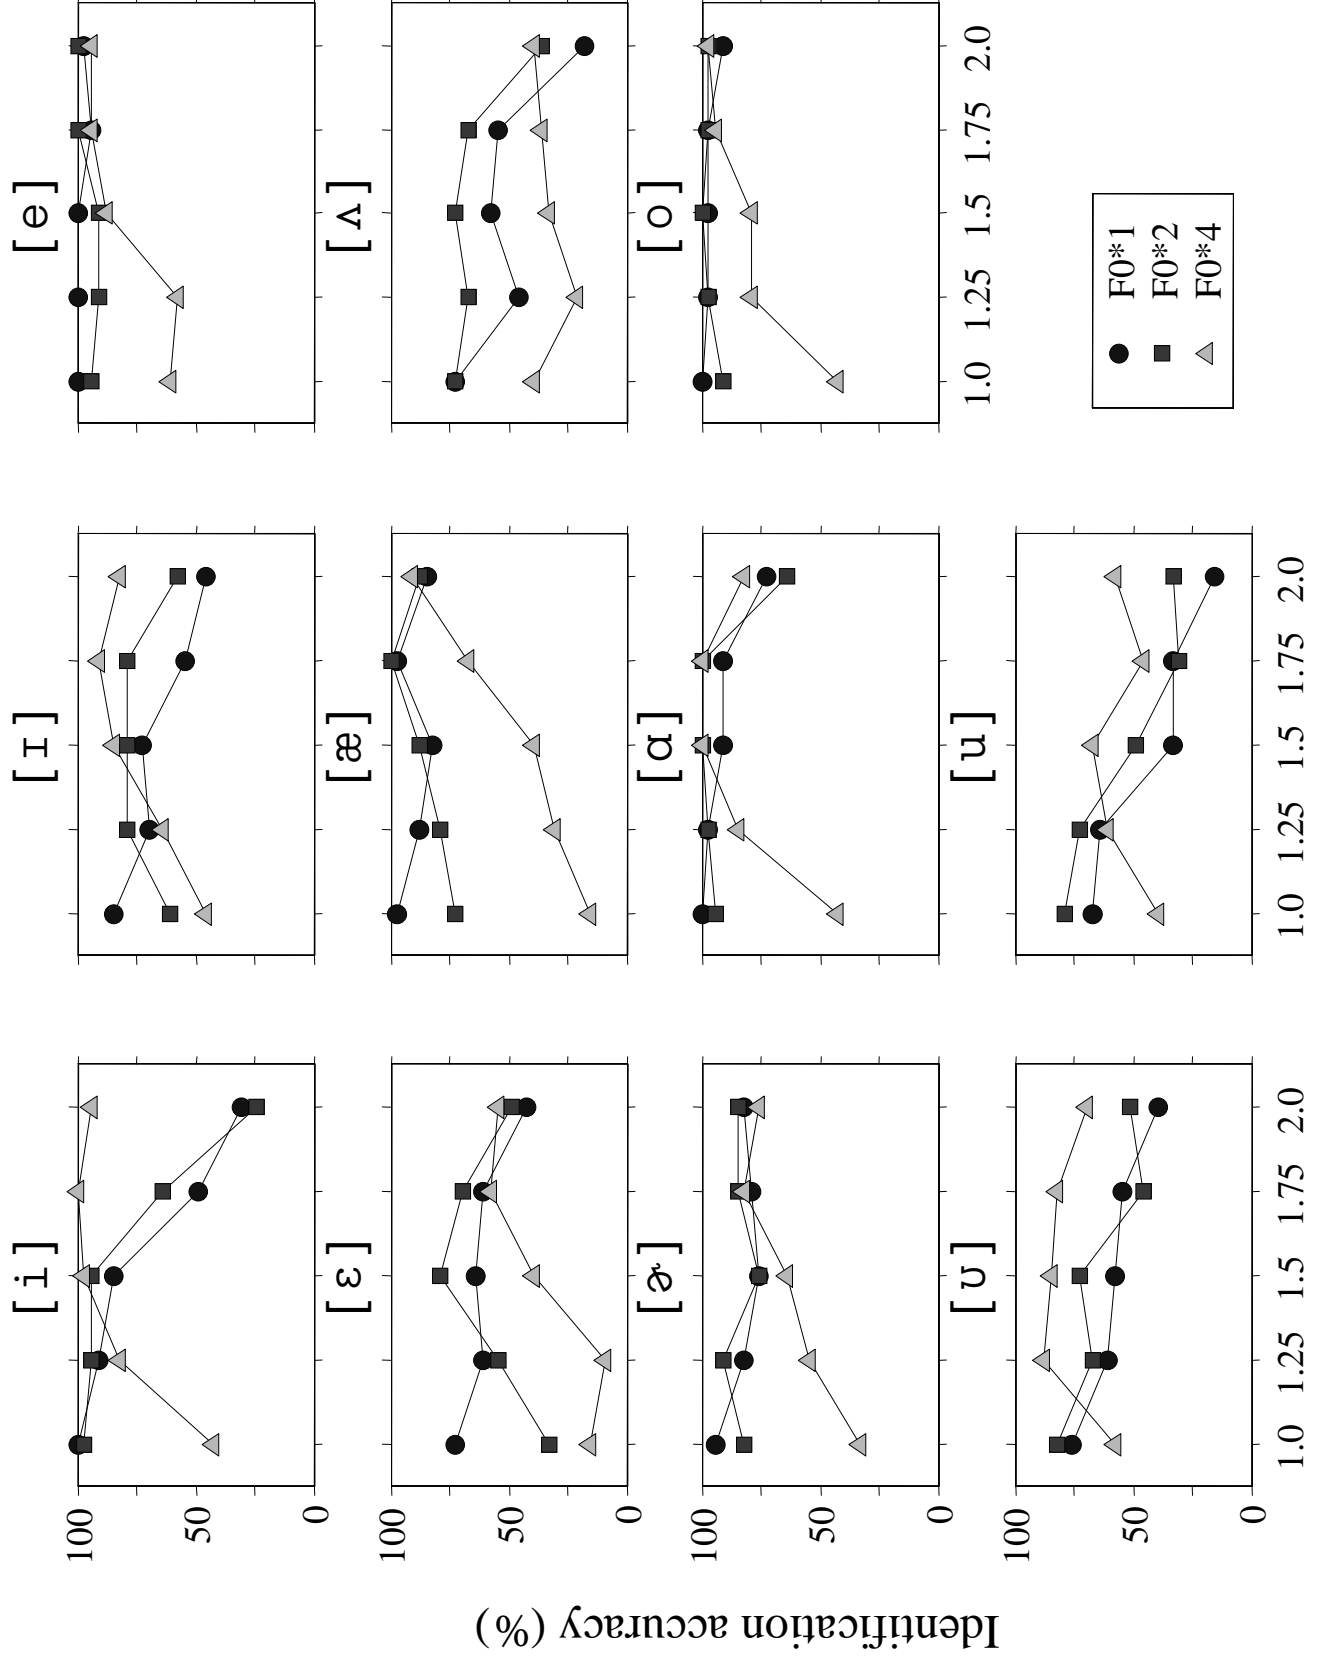 [ i ]
[ ɪ ]
[ e ]
100
50
0
[ ɛ ]
[ æ ]
[ ʌ ]
100
50
0
[ ɚ ]
[ ɑ ]
[ o ]
100
50
0
1.0 1.25 1.5 1.75 2.0
[ ʊ ]
[ u ]
100
50
0
1.0 1.25 1.5 1.75 2.0
1.0 1.25 1.5 1.75 2.0
F0*1
F0*2
F0*4
Identification accuracy (%)